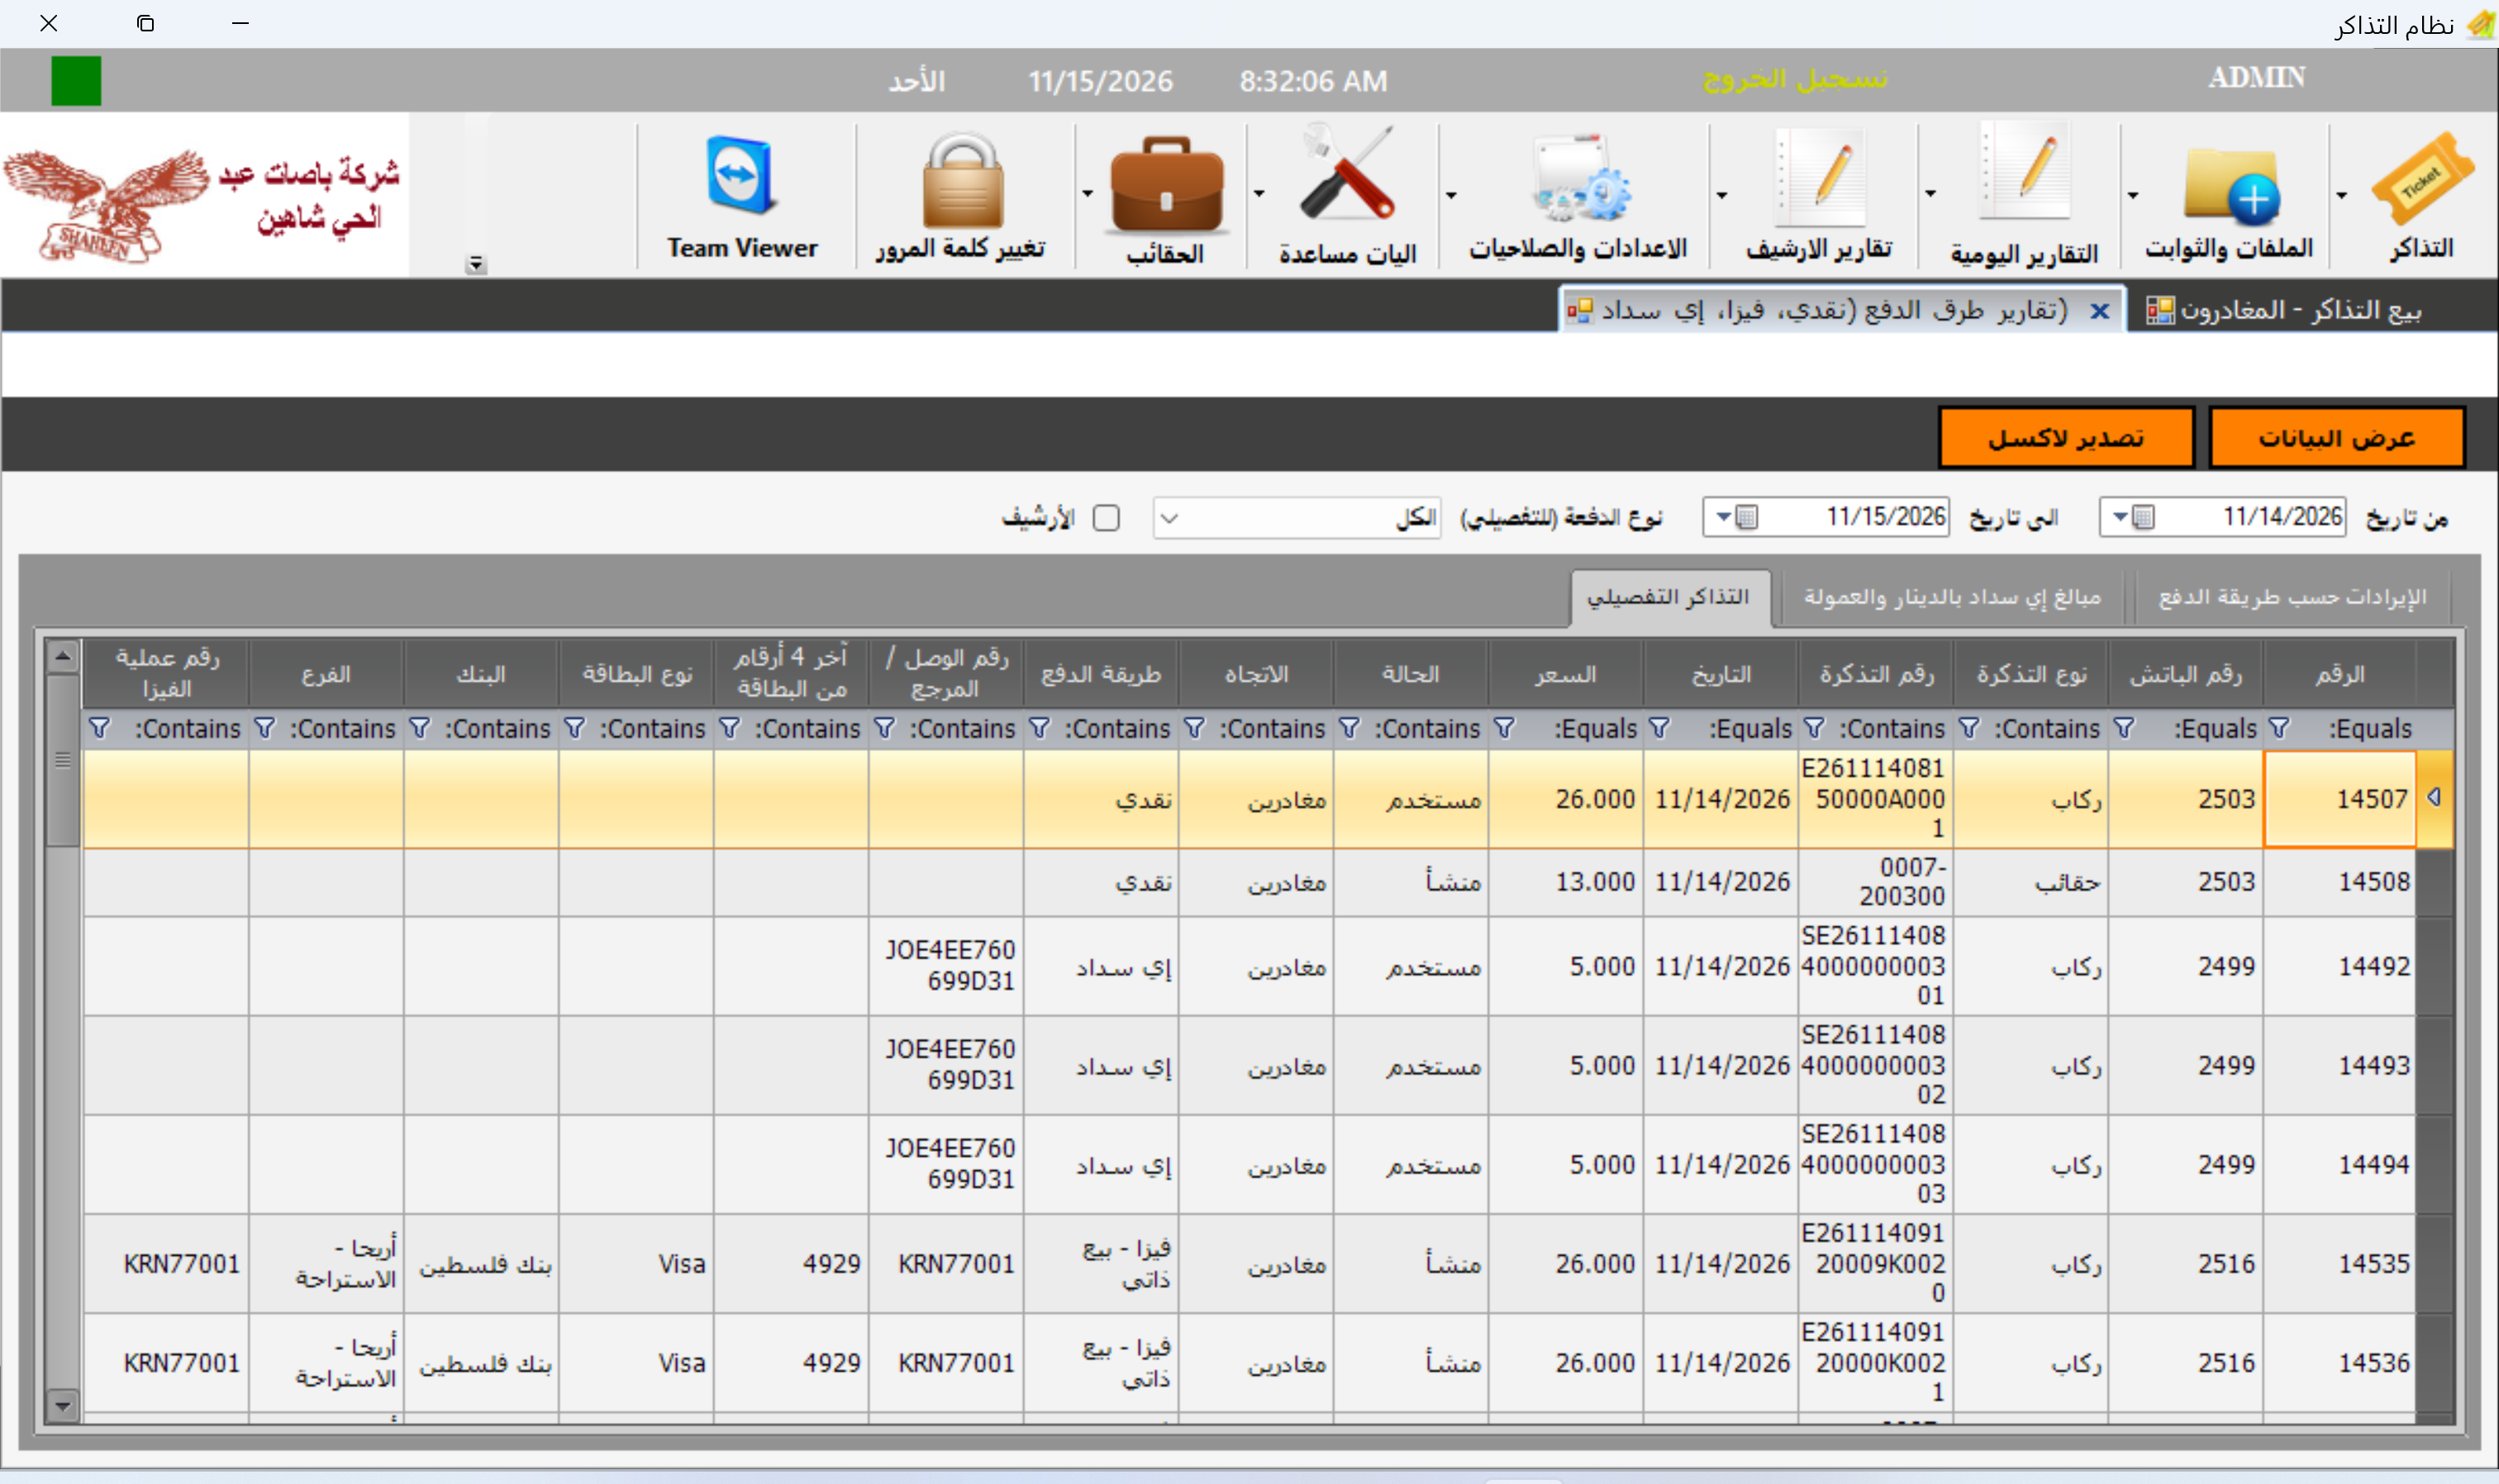 نظام التذاكر
ADMIN
تسجيل الخروج
8:32:06 AM
11/15/2026
الأحد
التذاكر
الملفات والثوابت
التقارير اليومية
تقارير الارشيف
الاعدادات والصلاحيات
اليات مساعدة
الحقائب
تغيير كلمة المرور
Team Viewer
شركة باصات عبد
الحي شاهين
SHAHEEN
Ticket
بيع التذاكر - المغادرون
(تقارير طرق الدفع (نقدي، فيزا، إي سداد
عرض البيانات
تصدير لاكسل
من تاريخ 11/14/2026 الى تاريخ 11/15/2026 نوع الدفعة (للتفصيلي) الكل الأرشيف
الإيرادات حسب طريقة الدفع
مبالغ إي سداد بالدينار والعمولة
التذاكر التفصيلي
الرقم
رقم الباتش
نوع التذكرة
رقم التذكرة
التاريخ
السعر
الحالة
الاتجاه
طريقة الدفع
رقم الوصل /
المرجع
آخر 4 أرقام
من البطاقة
نوع البطاقة
البنك
الفرع
رقم عملية
الفيزا
:Equals :Equals :Contains :Contains :Equals :Equals :Contains :Contains :Contains :Contains :Contains :Contains :Contains :Contains :Contains
14507
2503
ركاب
E261114081
50000A000
1
11/14/2026
26.000
مستخدم
مغادرين
نقدي
14508
2503
حقائب
0007-
200300
11/14/2026
13.000
منشأ
مغادرين
نقدي
14492
2499
ركاب
SE26111408
4000000003
01
11/14/2026
5.000
مستخدم
مغادرين
إي سداد
JOE4EE760
699D31
14493
2499
ركاب
SE26111408
4000000003
02
11/14/2026
5.000
مستخدم
مغادرين
إي سداد
JOE4EE760
699D31
14494
2499
ركاب
SE26111408
4000000003
03
11/14/2026
5.000
مستخدم
مغادرين
إي سداد
JOE4EE760
699D31
14535
2516
ركاب
E261114091
20009K002
0
11/14/2026
26.000
منشأ
مغادرين
فيزا - بيع
ذاتي
KRN77001
4929
Visa
بنك فلسطين
أريحا -
الاستراحة
KRN77001
14536
2516
ركاب
E261114091
20000K002
1
11/14/2026
26.000
منشأ
مغادرين
فيزا - بيع
ذاتي
KRN77001
4929
Visa
بنك فلسطين
أريحا -
الاستراحة
KRN77001